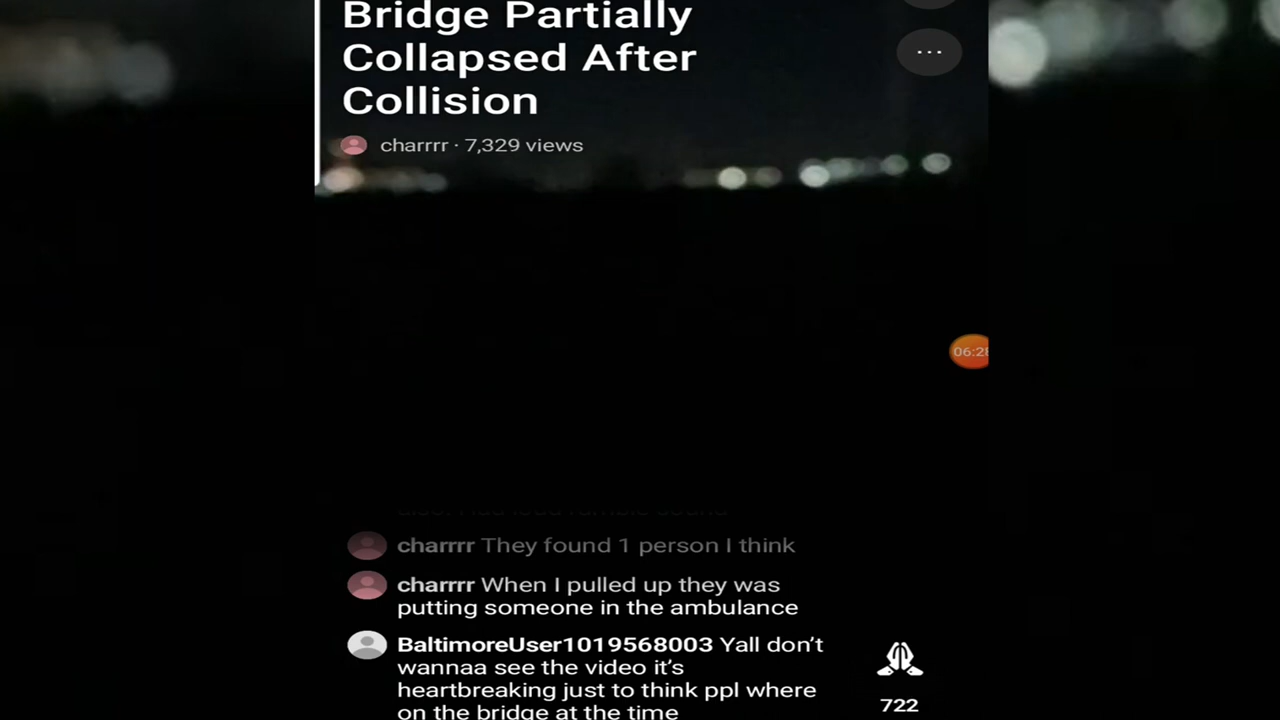 Bridge Partially
Collapsed After
Collision
charrrr · 7,329 views
06:28
charrrr They found 1 person I think
charrrr When I pulled up they was
putting someone in the ambulance
BaltimoreUser1019568003 Yall don’t
wannaa see the video it’s
heartbreaking just to think ppl where
on the bridge at the time
722